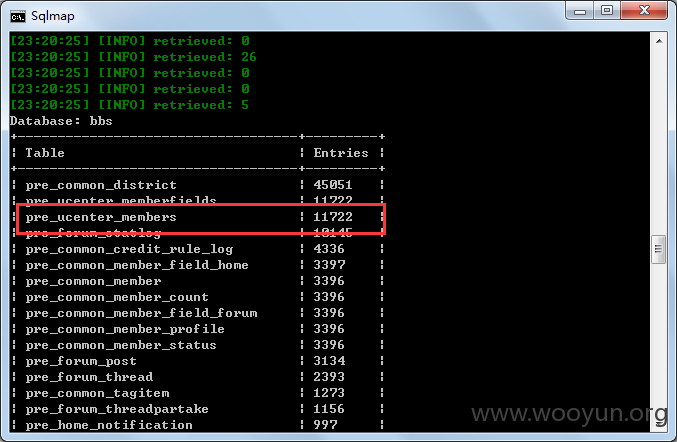 Sqlmap
[23:20:25] [INFO] retrieved: 0
[23:20:25] [INFO] retrieved: 26
[23:20:25] [INFO] retrieved: 0
[23:20:25] [INFO] retrieved: 0
[23:20:25] [INFO] retrieved: 5
Database: bbs
+----------------------------------+---------+
¦ Table ¦ Entries ¦
+----------------------------------+---------+
¦ pre_common_district ¦ 45051 ¦
¦ pre_ucenter_memberfields ¦ 11722 ¦
¦ pre_ucenter_members ¦ 11722 ¦
¦ pre_forum_statlog ¦ 10145 ¦
¦ pre_common_credit_rule_log ¦ 4336 ¦
¦ pre_common_member_field_home ¦ 3397 ¦
¦ pre_common_member ¦ 3396 ¦
¦ pre_common_member_count ¦ 3396 ¦
¦ pre_common_member_field_forum ¦ 3396 ¦
¦ pre_common_member_profile ¦ 3396 ¦
¦ pre_common_member_status ¦ 3396 ¦
¦ pre_forum_post ¦ 3134 ¦
¦ pre_forum_thread ¦ 2393 ¦
¦ pre_common_tagitem ¦ 1273 ¦
¦ pre_forum_threadpartake ¦ 1156 ¦
¦ pre_home_notification ¦ 997 ¦
www.wooyun.org